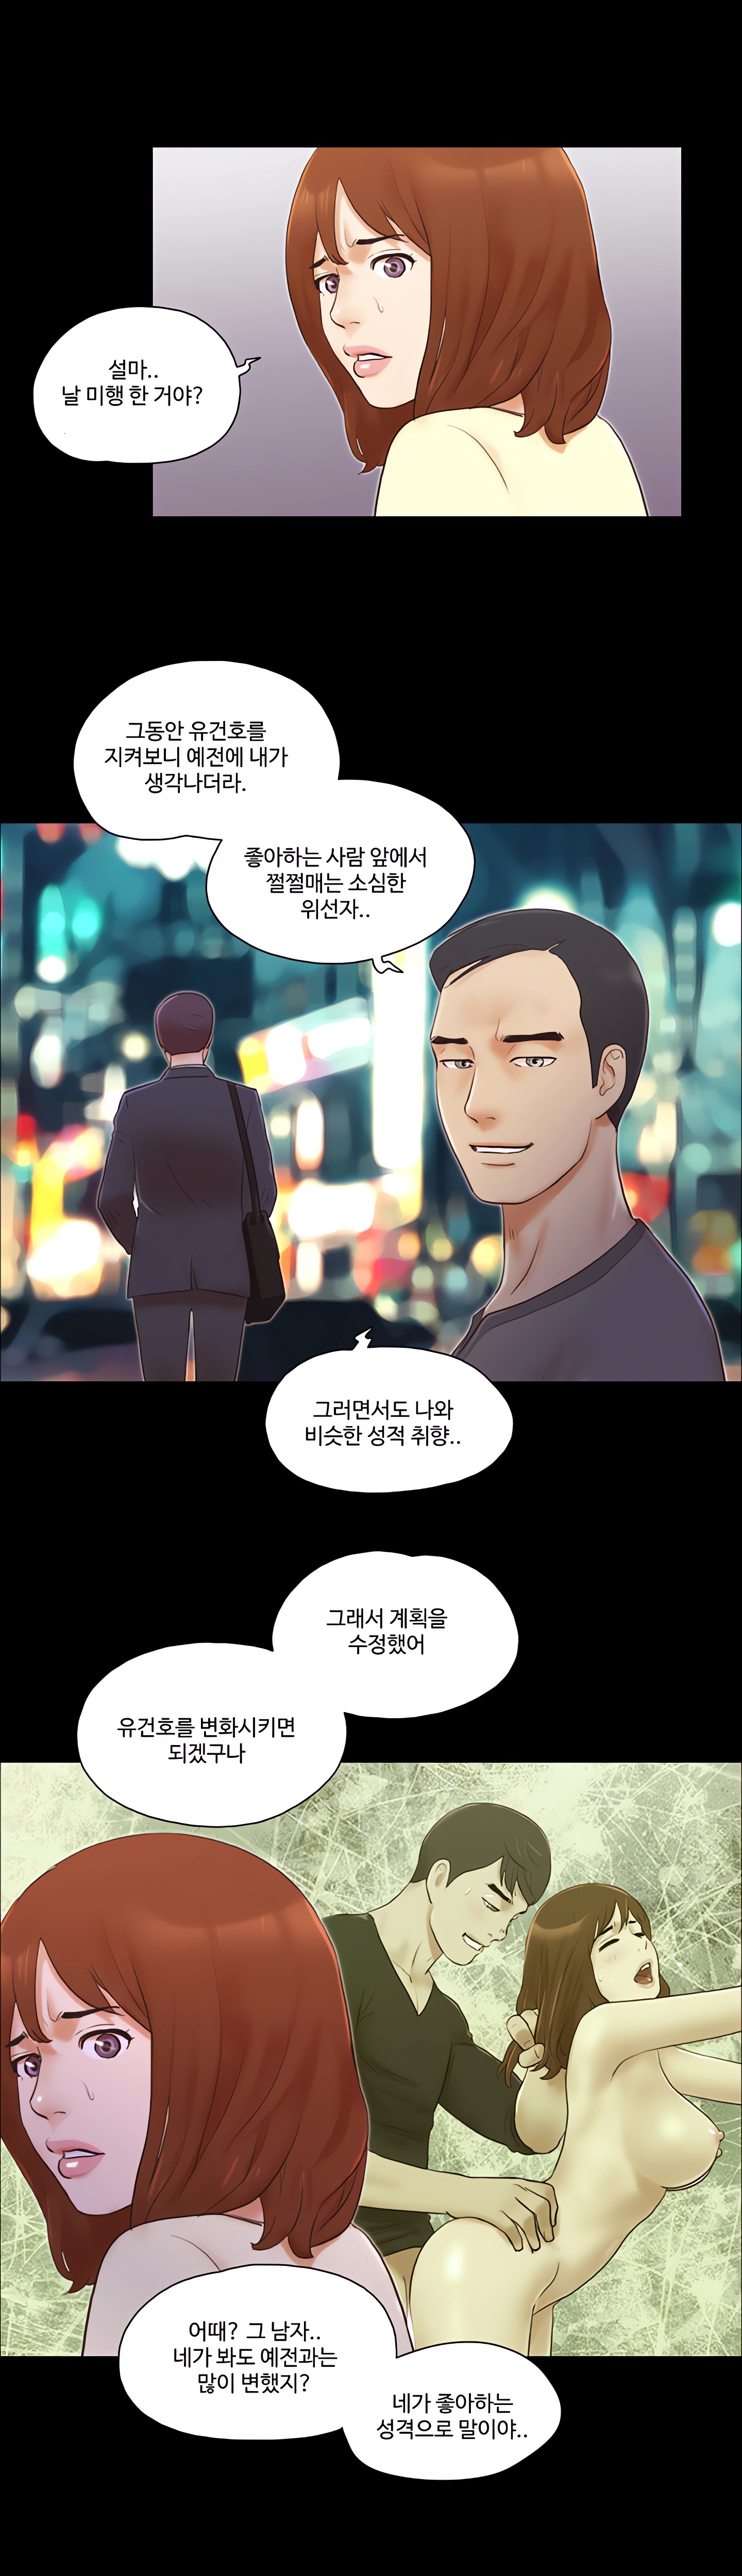 설마..
날 미행 한 거야?
그동안 유건호를
지켜보니 예전에 내가
생각나더라.
좋아하는 사람 앞에서
쩔쩔매는 소심한
위선자..
그러면서도 나와
비슷한 성적 취향..
그래서 계획을
수정했어
유건호를 변화시키면
되겠구나
어때? 그 남자..
네가 봐도 예전과는
많이 변했지?
네가 좋아하는
성격으로 말이야..